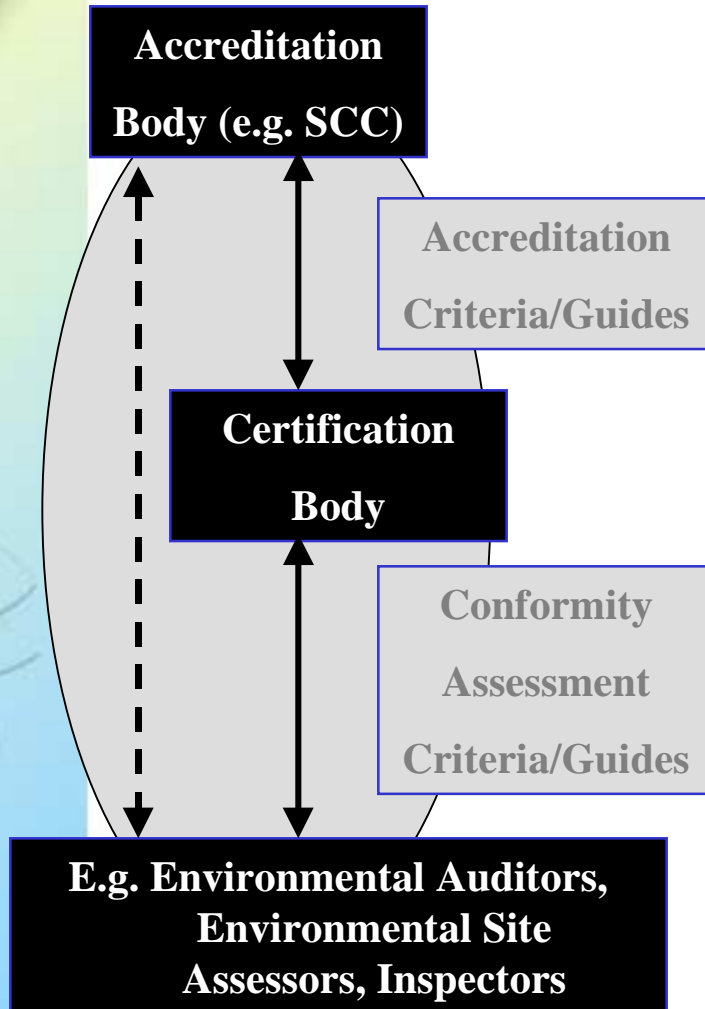 Accreditation
Body (e.g. SCC)
Accreditation
Criteria/Guides
Certification
Body
Conformity
Assessment
Criteria/Guides
E.g. Environmental Auditors,
Environmental Site
Assessors, Inspectors